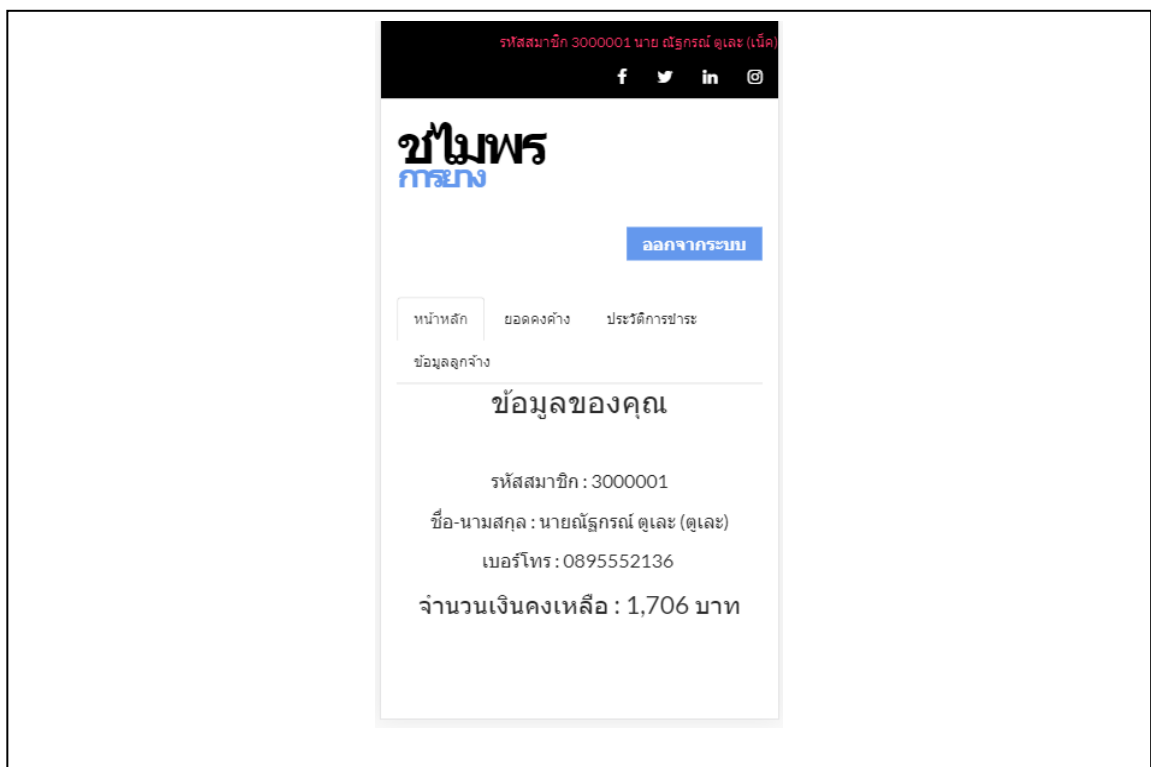 รหัสสมาชิก 3000001 นาย ณัฐกรณ์ ตูเละ (เน็ค)
ชไมพร
การยาง
ออกจากระบบ
หน้าหลัก ยอดคงค้าง ประวัติการชำระ
ข้อมูลลูกจ้าง
ข้อมูลของคุณ
รหัสสมาชิก : 3000001
ชื่อ-นามสกุล : นายณัฐกรณ์ ตูเละ (ตูเละ)
เบอร์โทร : 0895552136
จำนวนเงินคงเหลือ : 1,706 บาท